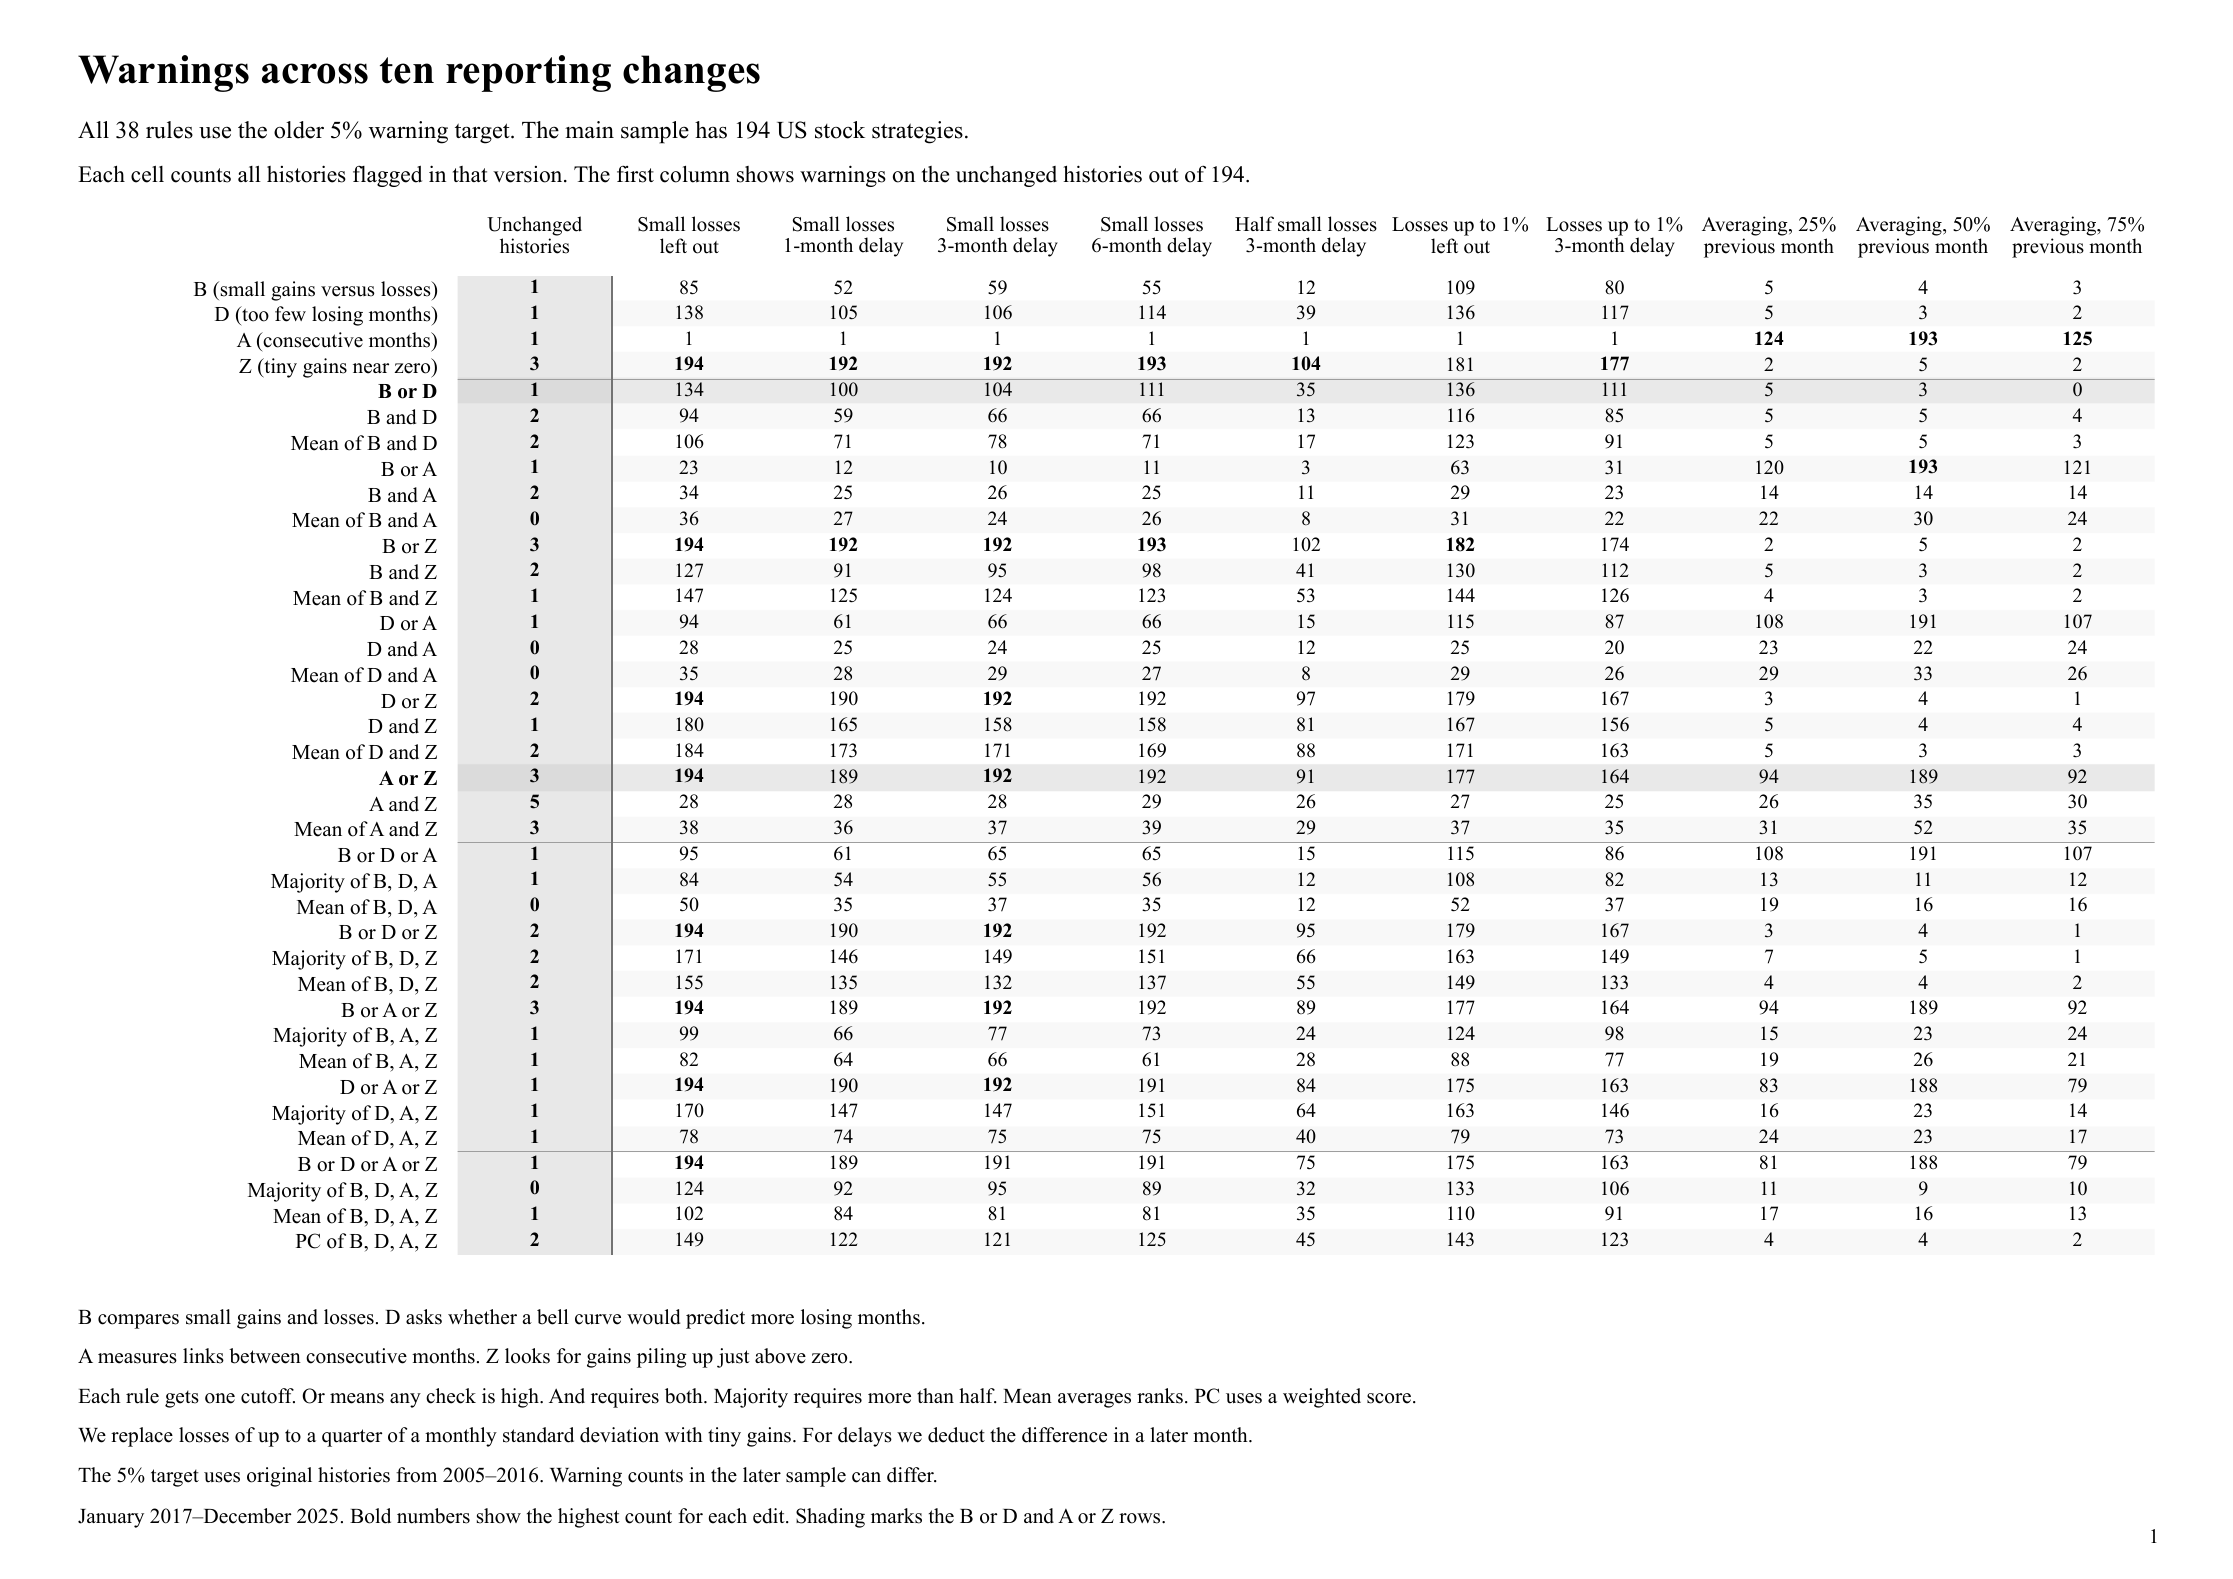 Warnings across ten reporting changes
All 38 rules use the older 5% warning target. The main sample has 194 US stock strategies.
Each cell counts all histories flagged in that version. The first column shows warnings on the unchanged histories out of 194.
Unchanged histories Small losses left out Small losses 1-month delay Small losses 3-month delay Small losses 6-month delay Half small losses 3-month delay Losses up to 1% left out Losses up to 1% 3-month delay Averaging, 25% previous month Averaging, 50% previous month Averaging, 75% previous month
B (small gains versus losses) 1 85 52 59 55 12 109 80 5 4 3
D (too few losing months) 1 138 105 106 114 39 136 117 5 3 2
A (consecutive months) 1 1 1 1 1 1 1 1 124 193 125
Z (tiny gains near zero) 3 194 192 192 193 104 181 177 2 5 2
B or D 1 134 100 104 111 35 136 111 5 3 0
B and D 2 94 59 66 66 13 116 85 5 5 4
Mean of B and D 2 106 71 78 71 17 123 91 5 5 3
B or A 1 23 12 10 11 3 63 31 120 193 121
B and A 2 34 25 26 25 11 29 23 14 14 14
Mean of B and A 0 36 27 24 26 8 31 22 22 30 24
B or Z 3 194 192 192 193 102 182 174 2 5 2
B and Z 2 127 91 95 98 41 130 112 5 3 2
Mean of B and Z 1 147 125 124 123 53 144 126 4 3 2
D or A 1 94 61 66 66 15 115 87 108 191 107
D and A 0 28 25 24 25 12 25 20 23 22 24
Mean of D and A 0 35 28 29 27 8 29 26 29 33 26
D or Z 2 194 190 192 192 97 179 167 3 4 1
D and Z 1 180 165 158 158 81 167 156 5 4 4
Mean of D and Z 2 184 173 171 169 88 171 163 5 3 3
A or Z 3 194 189 192 192 91 177 164 94 189 92
A and Z 5 28 28 28 29 26 27 25 26 35 30
Mean of A and Z 3 38 36 37 39 29 37 35 31 52 35
B or D or A 1 95 61 65 65 15 115 86 108 191 107
Majority of B, D, A 1 84 54 55 56 12 108 82 13 11 12
Mean of B, D, A 0 50 35 37 35 12 52 37 19 16 16
B or D or Z 2 194 190 192 192 95 179 167 3 4 1
Majority of B, D, Z 2 171 146 149 151 66 163 149 7 5 1
Mean of B, D, Z 2 155 135 132 137 55 149 133 4 4 2
B or A or Z 3 194 189 192 192 89 177 164 94 189 92
Majority of B, A, Z 1 99 66 77 73 24 124 98 15 23 24
Mean of B, A, Z 1 82 64 66 61 28 88 77 19 26 21
D or A or Z 1 194 190 192 191 84 175 163 83 188 79
Majority of D, A, Z 1 170 147 147 151 64 163 146 16 23 14
Mean of D, A, Z 1 78 74 75 75 40 79 73 24 23 17
B or D or A or Z 1 194 189 191 191 75 175 163 81 188 79
Majority of B, D, A, Z 0 124 92 95 89 32 133 106 11 9 10
Mean of B, D, A, Z 1 102 84 81 81 35 110 91 17 16 13
PC of B, D, A, Z 2 149 122 121 125 45 143 123 4 4 2
B compares small gains and losses. D asks whether a bell curve would predict more losing months.
A measures links between consecutive months. Z looks for gains piling up just above zero.
Each rule gets one cutoff. Or means any check is high. And requires both. Majority requires more than half. Mean averages ranks. PC uses a weighted score.
We replace losses of up to a quarter of a monthly standard deviation with tiny gains. For delays we deduct the difference in a later month.
The 5% target uses original histories from 2005–2016. Warning counts in the later sample can differ.
January 2017–December 2025. Bold numbers show the highest count for each edit. Shading marks the B or D and A or Z rows.
1